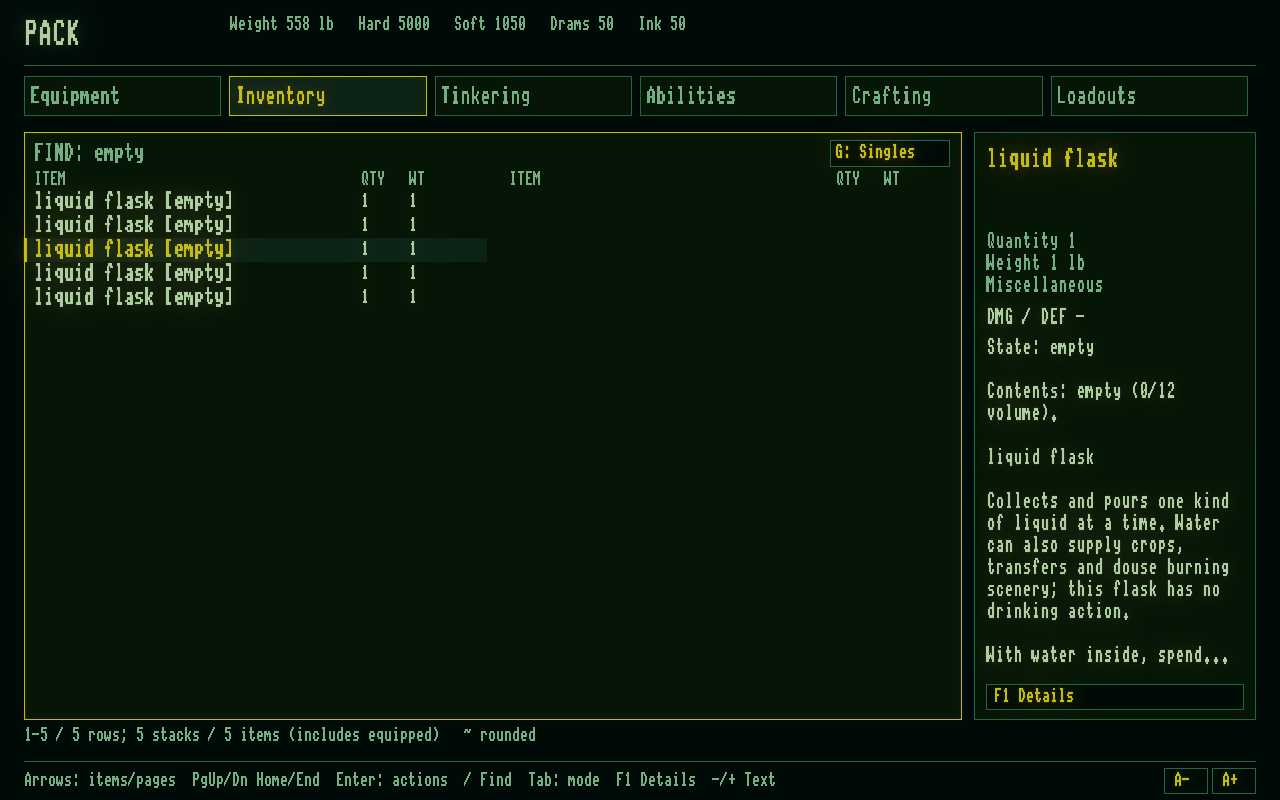 PACK
Weight 558 lb Hard 5000 Soft 1050 Drams 50 Ink 50
Equipment Inventory Tinkering Abilities Crafting Loadouts
FIND: empty
G: Singles
ITEM QTY WT ITEM QTY WT
liquid flask [empty] 1 1
liquid flask [empty] 1 1
liquid flask [empty] 1 1
liquid flask [empty] 1 1
liquid flask [empty] 1 1
liquid flask
Quantity 1
Weight 1 lb
Miscellaneous
DMG / DEF -
State: empty
Contents: empty (0/12
volume).
liquid flask
Collects and pours one kind
of liquid at a time. Water
can also supply crops,
transfers and douse burning
scenery; this flask has no
drinking action.
With water inside, spend...
F1 Details
1-5 / 5 rows; 5 stacks / 5 items (includes equipped) ~ rounded
Arrows: items/pages PgUp/Dn Home/End Enter: actions / Find Tab: mode F1 Details -/+ Text
A- A+